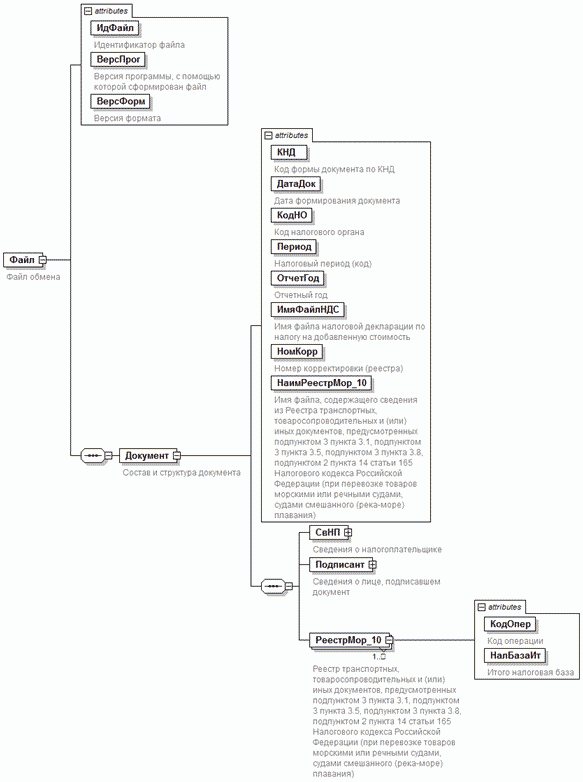 attributes
ИдФайл
Идентификатор файла
ВерсПрог
Версия программы, с помощью
которой сформирован файл
ВерсФорм
Версия формата
Файл
Файл обмена
attributes
КНД
Код формы документа по КНД
ДатаДок
Дата формирования документа
КодНО
Код налогового органа
Период
Налоговый период (код)
ОтчетГод
Отчетный год
ИмяФайлНДС
Имя файла налоговой декларации по
налогу на добавленную стоимость
НомКорр
Номер корректировки (реестра)
НаимРеестрМор_10
Имя файла, содержащего сведения
из Реестра транспортных,
товаросопроводительных и (или)
иных документов, предусмотренных
подпунктом 3 пункта 3.1, подпунктом
3 пункта 3.5, подпунктом 3 пункта 3.8,
подпунктом 2 пункта 14 статьи 165
Налогового кодекса Российской
Федерации (при перевозке товаров
морскими или речными судами,
судами смешанного (река-море)
плавания)
Документ
Состав и структура документа
СвНП
Сведения о налогоплательщике
Подписант
Сведения о лице, подписавшем
документ
РеестрМор_10
1..∞
Реестр транспортных,
товаросопроводительных и (или)
иных документов, предусмотренных
подпунктом 3 пункта 3.1, подпунктом
3 пункта 3.5, подпунктом 3 пункта 3.8,
подпунктом 2 пункта 14 статьи 165
Налогового кодекса Российской
Федерации (при перевозке товаров
морскими или речными судами,
судами смешанного (река-море)
плавания)
attributes
КодОпер
Код операции
НалБазаИт
Итого налоговая база